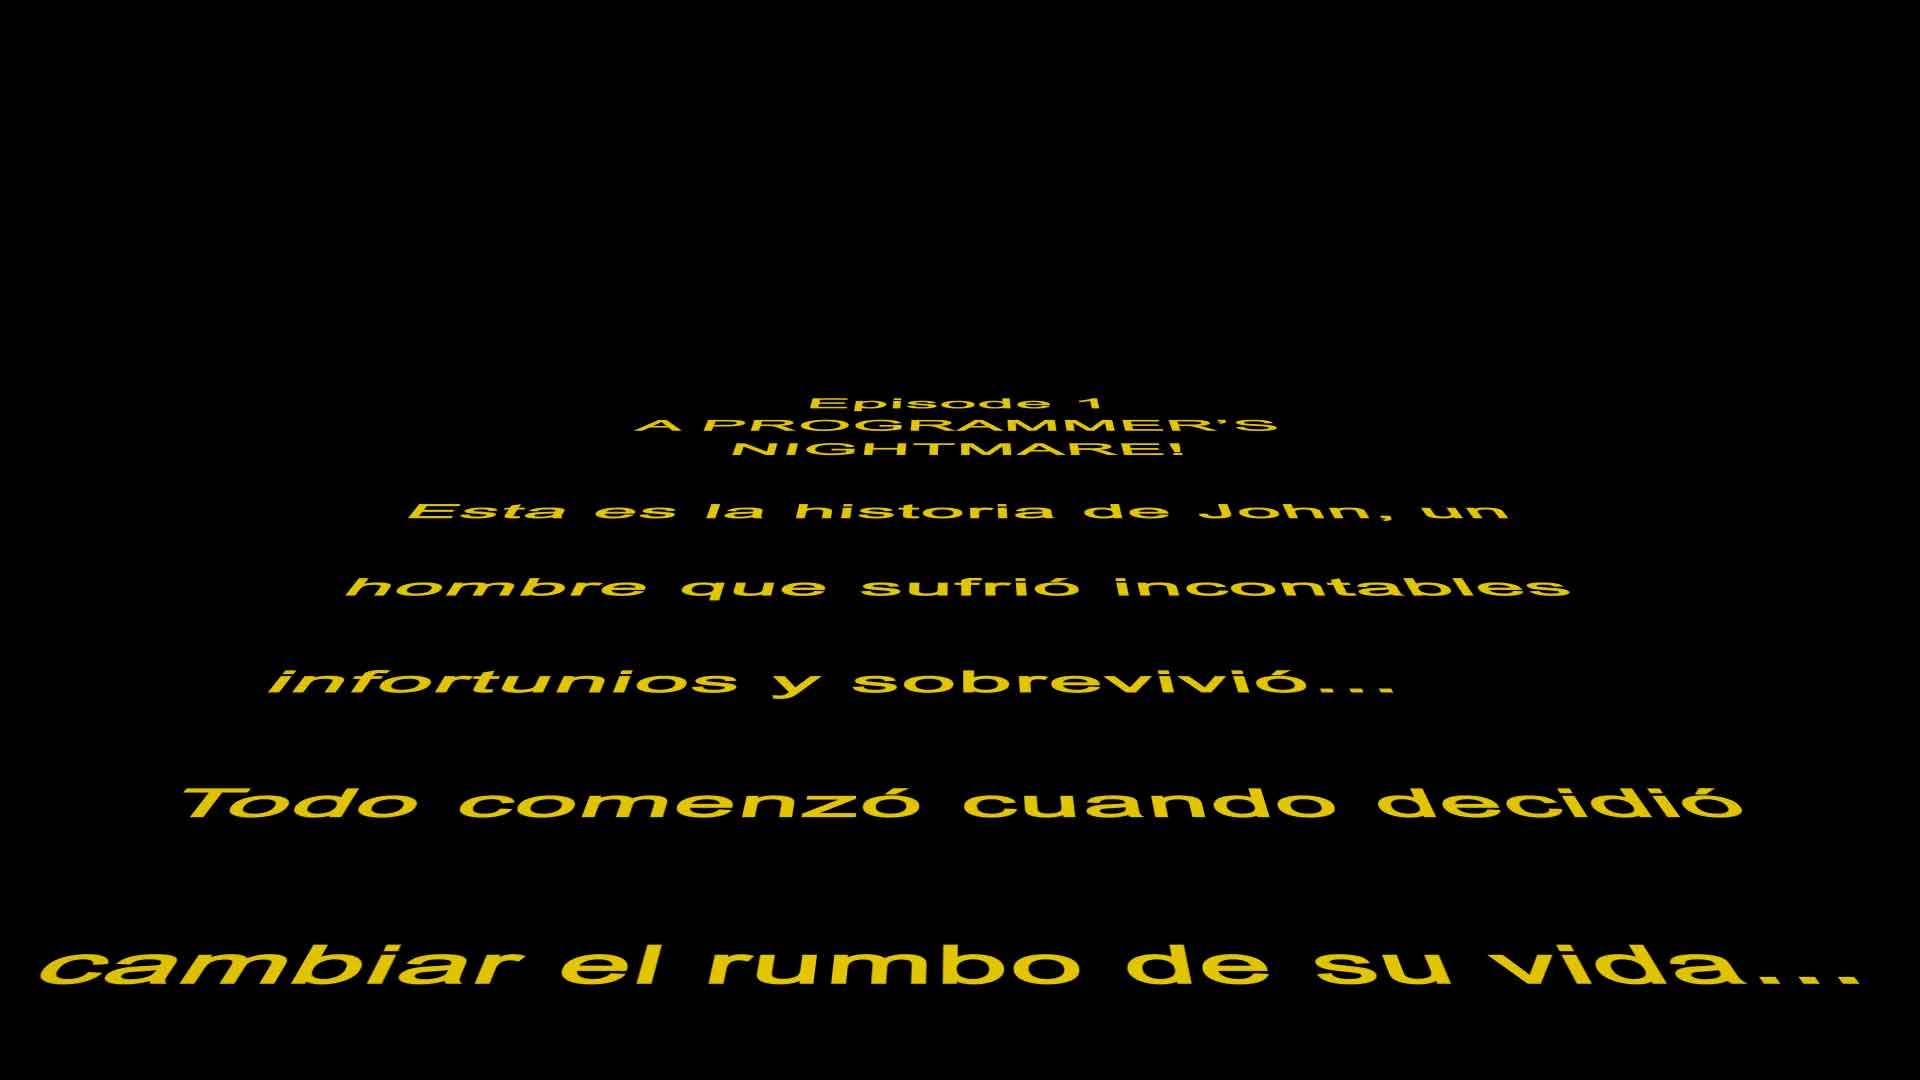 Episode 1
A PROGRAMMER'S
NIGHTMARE!
Esta es la historia de John, un
hombre que sufrió incontables
infortunios y sobrevivió...
Todo comenzó cuando decidió
cambiar el rumbo de su vida...